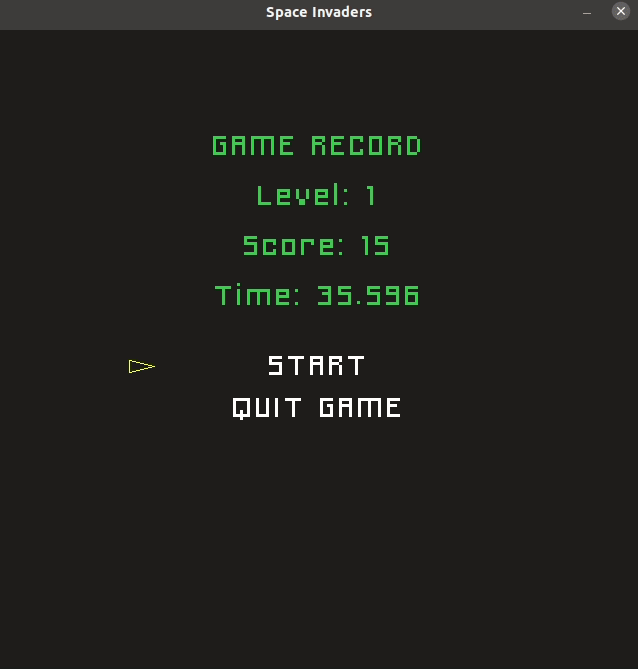 Space Invaders
GAME RECORD
Level: 1
Score: 15
Time: 35.596
START
QUIT GAME